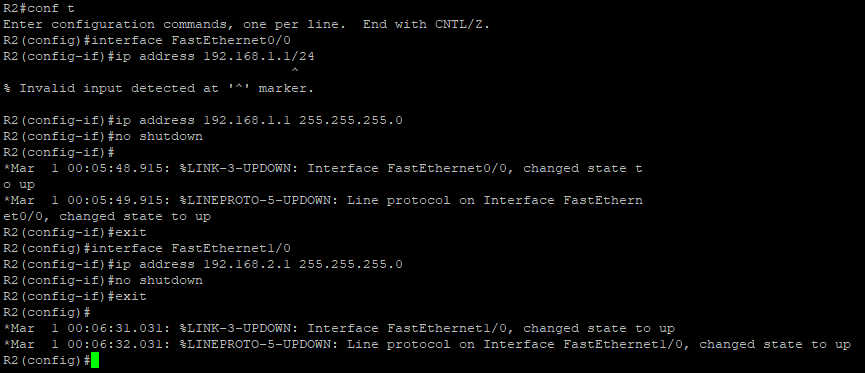 R2#conf t
Enter configuration commands, one per line.  End with CNTL/Z.
R2(config)#interface FastEthernet0/0
R2(config-if)#ip address 192.168.1.1/24
                                    ^
% Invalid input detected at '^' marker.

R2(config-if)#ip address 192.168.1.1 255.255.255.0
R2(config-if)#no shutdown
R2(config-if)#
*Mar  1 00:05:48.915: %LINK-3-UPDOWN: Interface FastEthernet0/0, changed state t
o up
*Mar  1 00:05:49.915: %LINEPROTO-5-UPDOWN: Line protocol on Interface FastEthern
et0/0, changed state to up
R2(config-if)#exit
R2(config)#interface FastEthernet1/0
R2(config-if)#ip address 192.168.2.1 255.255.255.0
R2(config-if)#no shutdown
R2(config-if)#exit
R2(config)#
*Mar  1 00:06:31.031: %LINK-3-UPDOWN: Interface FastEthernet1/0, changed state to up
*Mar  1 00:06:32.031: %LINEPROTO-5-UPDOWN: Line protocol on Interface FastEthernet1/0, changed state to up
R2(config)#